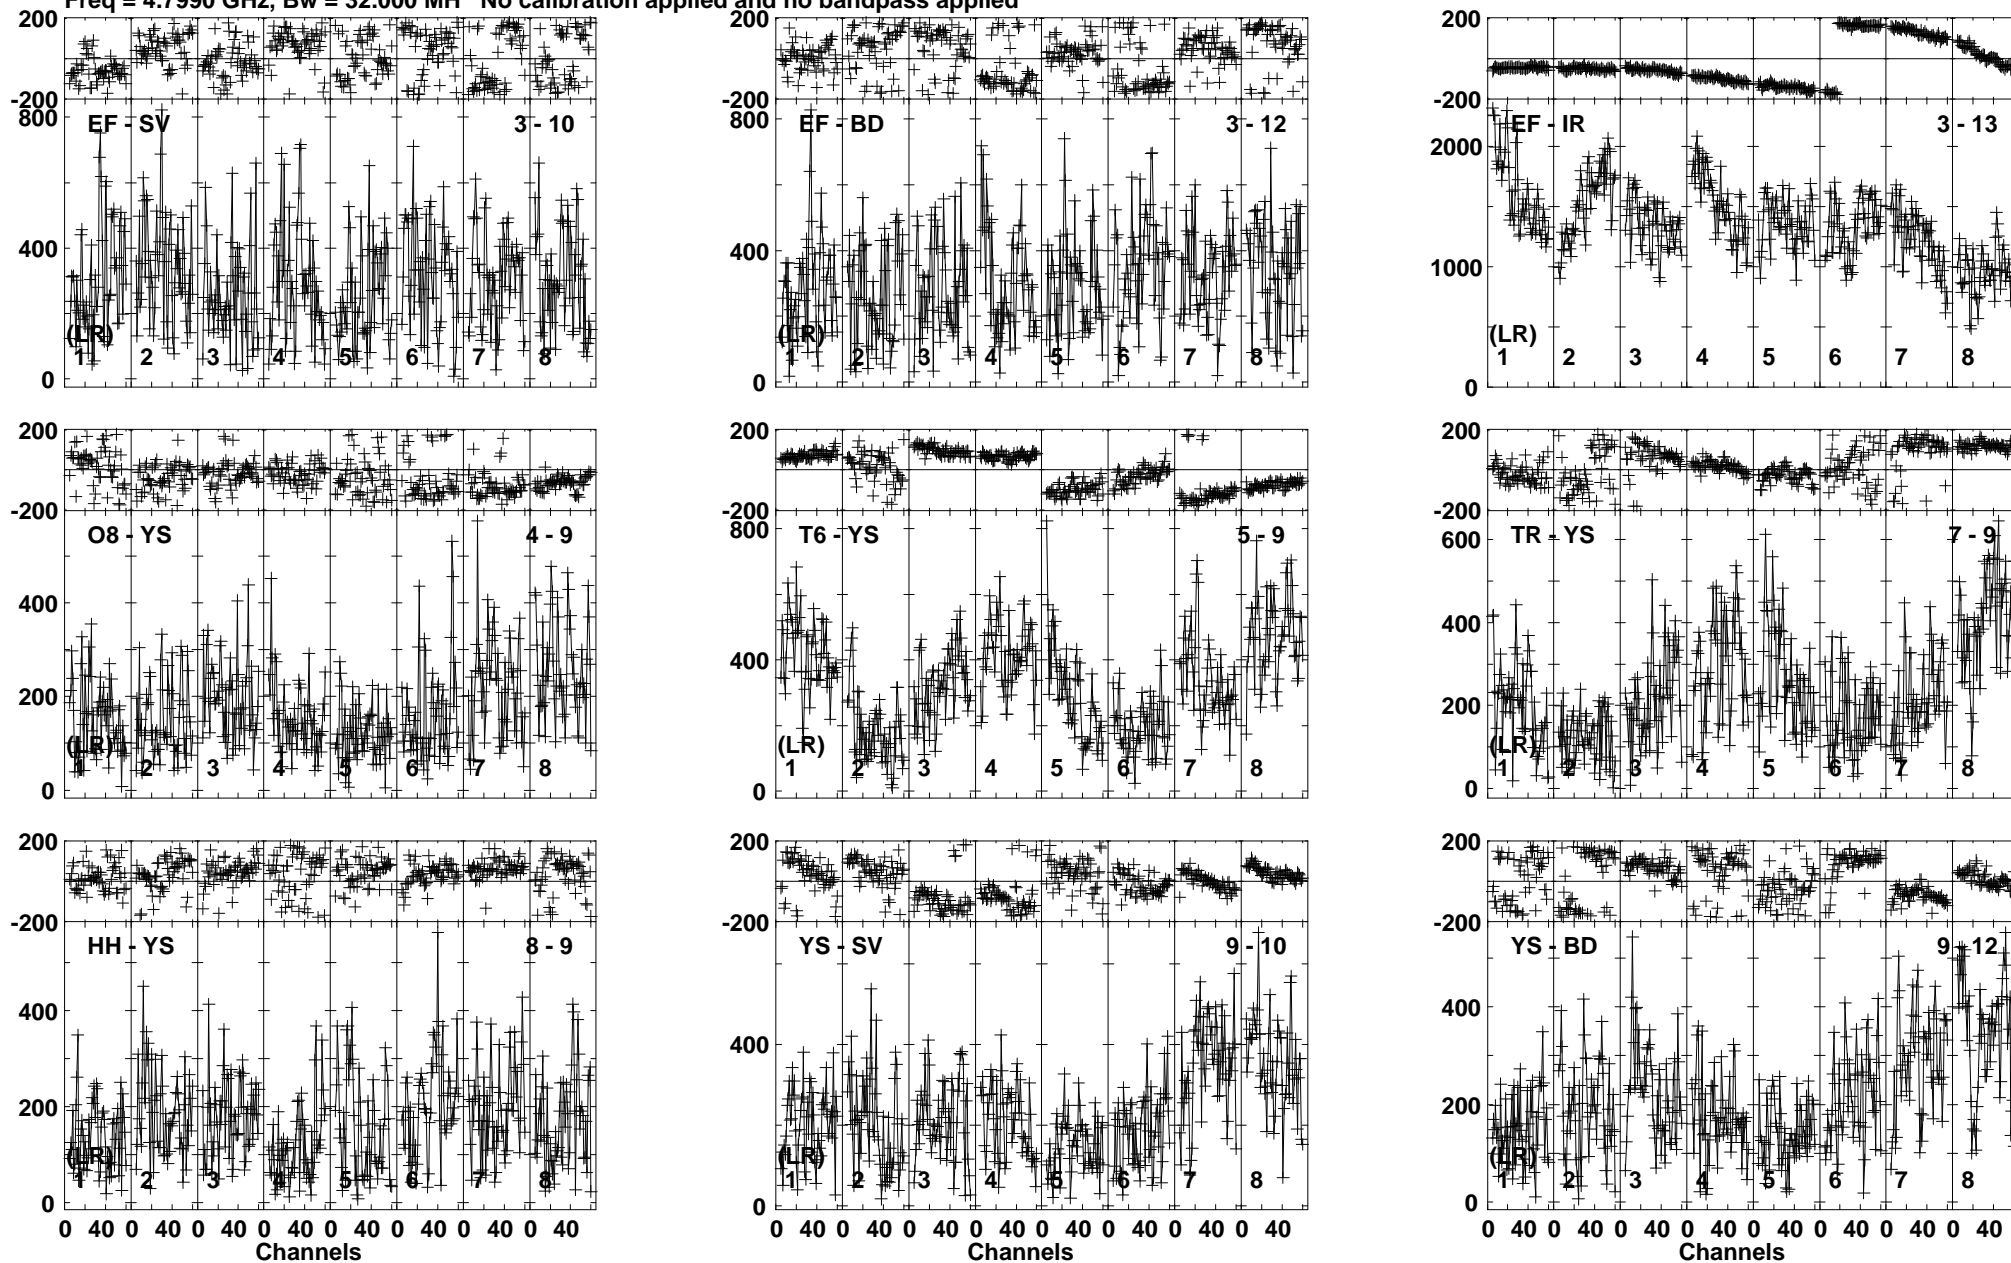 Freq = 4.7990 GHz, Bw = 32.000 MH No calibration applied and no bandpass applied
200
-200
EF - SV 3 - 10
800
400
0
(LR)
1 2 3 4 5 6 7 8
200
-200
EF - BD 3 - 12
800
400
0
(LR)
1 2 3 4 5 6 7 8
200
-200
EF - IR 3 - 13
2000
1000
0
(LR)
1 2 3 4 5 6 7 8
200
-200
O8 - YS 4 - 9
400
200
0
(LR)
1 2 3 4 5 6 7 8
200
-200
T6 - YS 5 - 9
800
400
0
(LR)
1 2 3 4 5 6 7 8
200
-200
TR - YS 7 - 9
600
400
200
0
(LR)
1 2 3 4 5 6 7 8
200
-200
HH - YS 8 - 9
400
200
0
(LR)
1 2 3 4 5 6 7 8
0 40 0 40 0 40 0 40 0 40 0 40 0 40 0 40
Channels
200
-200
YS - SV 9 - 10
400
0
(LR)
1 2 3 4 5 6 7 8
0 40 0 40 0 40 0 40 0 40 0 40 0 40 0 40
Channels
200
-200
YS - BD 9 - 12
400
200
0
(LR)
1 2 3 4 5 6 7 8
0 40 0 40 0 40 0 40 0 40 0 40 0 40 0 40
Channels